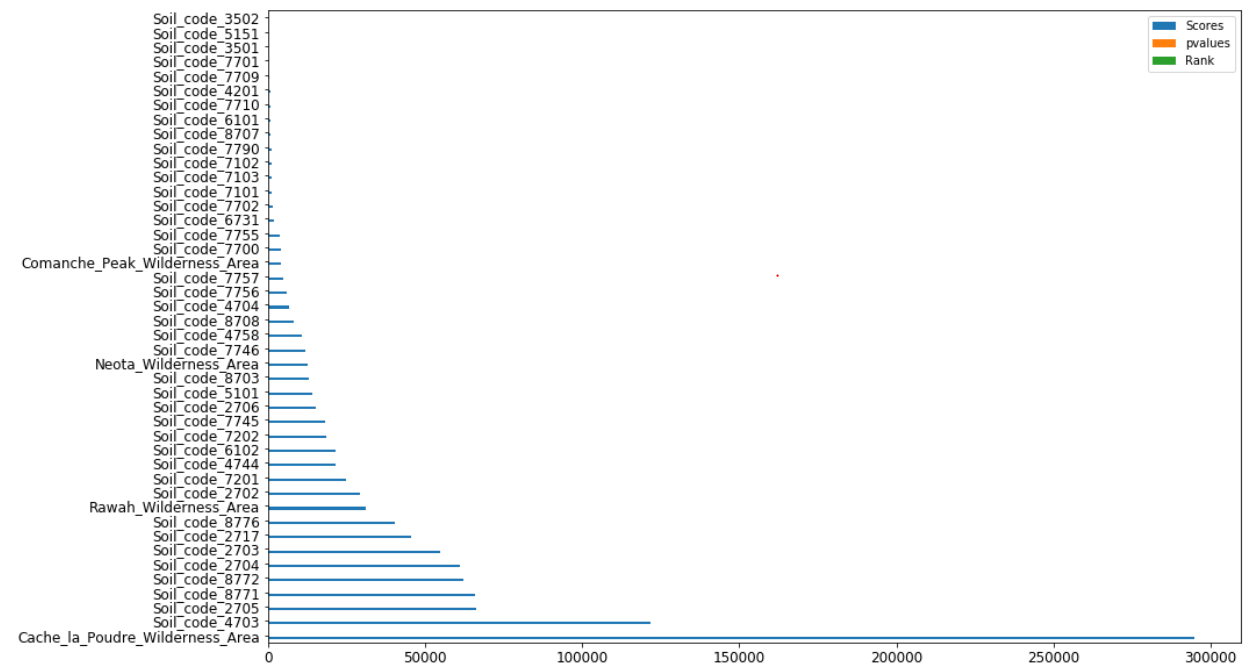 Soil_code_3502
Soil_code_5151
Soil_code_3501
Soil_code_7701
Soil_code_7709
Soil_code_4201
Soil_code_7710
Soil_code_6101
Soil_code_8707
Soil_code_7790
Soil_code_7102
Soil_code_7103
Soil_code_7101
Soil_code_7702
Soil_code_6731
Soil_code_7755
Soil_code_7700
Comanche_Peak_Wilderness_Area
Soil_code_7757
Soil_code_7756
Soil_code_4704
Soil_code_8708
Soil_code_4758
Soil_code_7746
Neota_Wilderness_Area
Soil_code_8703
Soil_code_5101
Soil_code_2706
Soil_code_7745
Soil_code_7202
Soil_code_6102
Soil_code_4744
Soil_code_7201
Soil_code_2702
Rawah_Wilderness_Area
Soil_code_8776
Soil_code_2717
Soil_code_2703
Soil_code_2704
Soil_code_8772
Soil_code_8771
Soil_code_2705
Soil_code_4703
Cache_la_Poudre_Wilderness_Area
0 50000 100000 150000 200000 250000 300000
Scores
pvalues
Rank